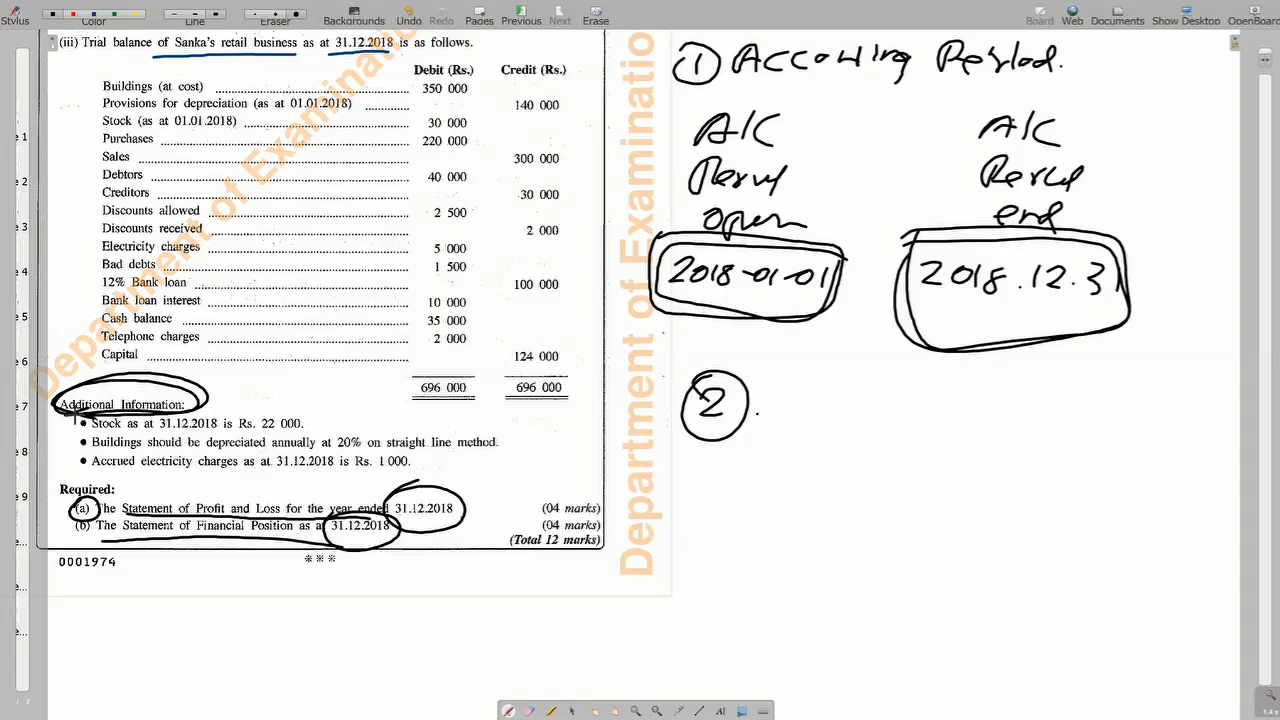 Stylus
Color
Line
Eraser
Backgrounds
Undo
Redo
Pages
Previous
Next
Erase
Board
Web
Documents
Show Desktop
OpenBoard
(iii) Trial balance of Sanka's retail business as at 31.12.2018 is as follows.
Debit (Rs.) Credit (Rs.)
Buildings (at cost) 350 000
Provisions for depreciation (as at 01.01.2018) 140 000
Stock (as at 01.01.2018) 30 000
Purchases 220 000
Sales 300 000
Debtors 40 000
Creditors 30 000
Discounts allowed 2 500
Discounts received 2 000
Electricity charges 5 000
Bad debts 1 500
12% Bank loan 100 000
Bank loan interest 10 000
Cash balance 35 000
Telephone charges 2 000
Capital 124 000
696 000 696 000
Additional Information:
• Stock as at 31.12.2018 is Rs. 22 000.
• Buildings should be depreciated annually at 20% on straight line method.
• Accrued electricity charges as at 31.12.2018 is Rs. 1 000.
Required:
(a) The Statement of Profit and Loss for the year ended 31.12.2018 (04 marks)
(b) The Statement of Financial Position as at 31.12.2018 (04 marks)
(Total 12 marks)
0001974
***
Department of Examination
Department of Examinatio
① Period.
A/C
open
2018-01-01
A/C
end
2018.12.31
② .